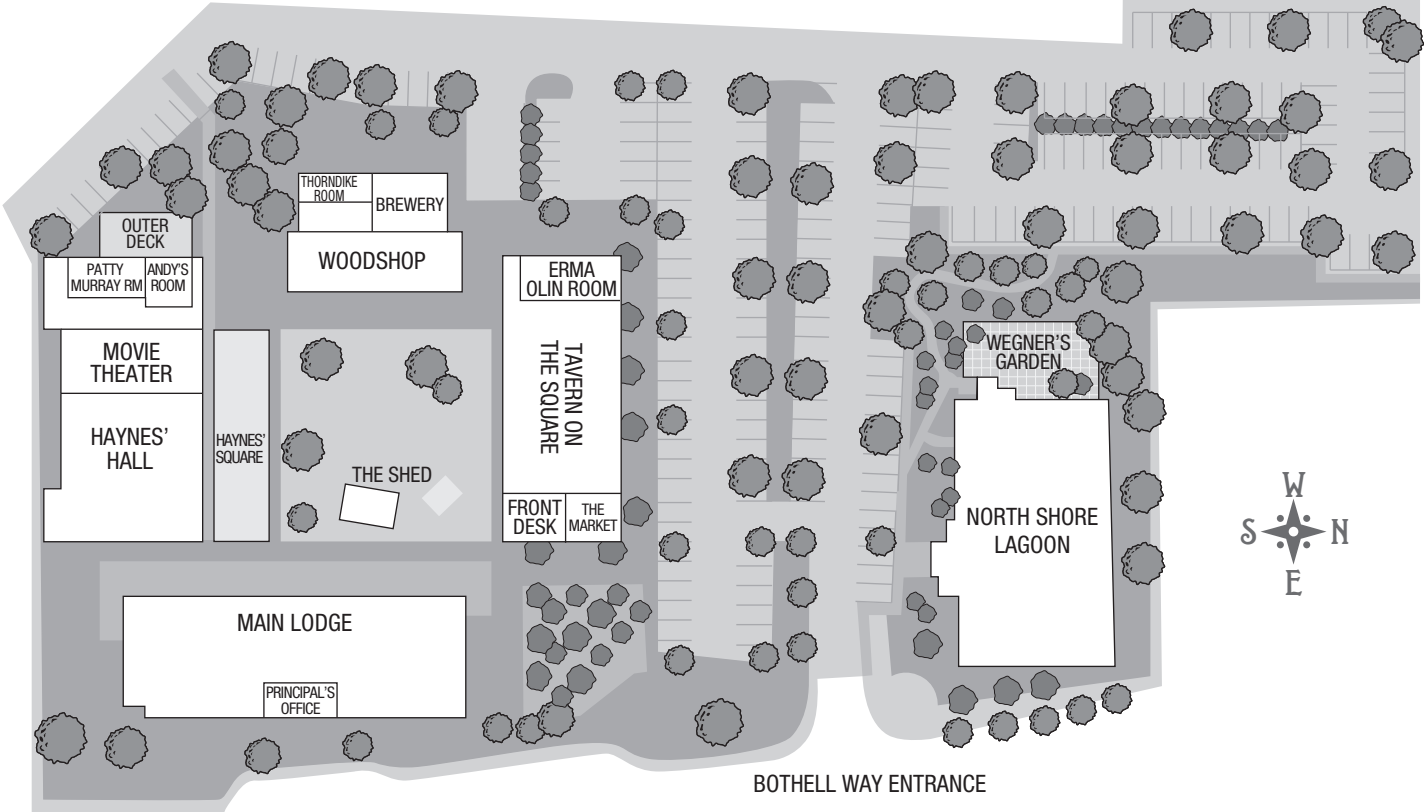 THORNDIKE
ROOM
BREWERY
OUTER
DECK
WOODSHOP
PATTY
MURRAY RM
ANDY'S
ROOM
ERMA
OLIN ROOM
MOVIE
THEATER
TAVERN ON
THE SQUARE
WEGNER'S
GARDEN
HAYNES'
HALL
HAYNES'
SQUARE
THE SHED
FRONT
DESK
THE
MARKET
NORTH SHORE
LAGOON
W
S N
E
MAIN LODGE
PRINCIPAL'S
OFFICE
BOTHELL WAY ENTRANCE